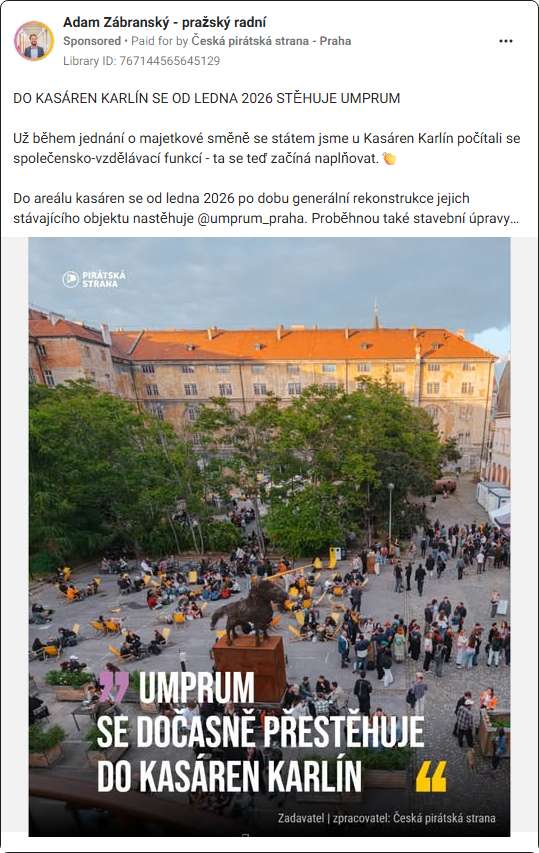 Adam Zábranský - pražský radní
Sponsored • Paid for by Česká pirátská strana - Praha
Library ID: 767144565645129
DO KASÁREN KARLÍN SE OD LEDNA 2026 STĚHUJE UMPRUM
Už během jednání o majetkové směně se státem jsme u Kasáren Karlín počítali se
společensko-vzdělávací funkcí - ta se teď začíná naplňovat. 👏
Do areálu kasáren se od ledna 2026 po dobu generální rekonstrukce jejich
stávajícího objektu nastěhuje @umprum_praha. Proběhnou také stavební úpravy...
PIRÁTSKÁ
STRANA
UMPRUM
SE DOČASNĚ PŘESTĚHUJE
DO KASÁREN KARLÍN
Zadavatel | zpracovatel: Česká pirátská strana